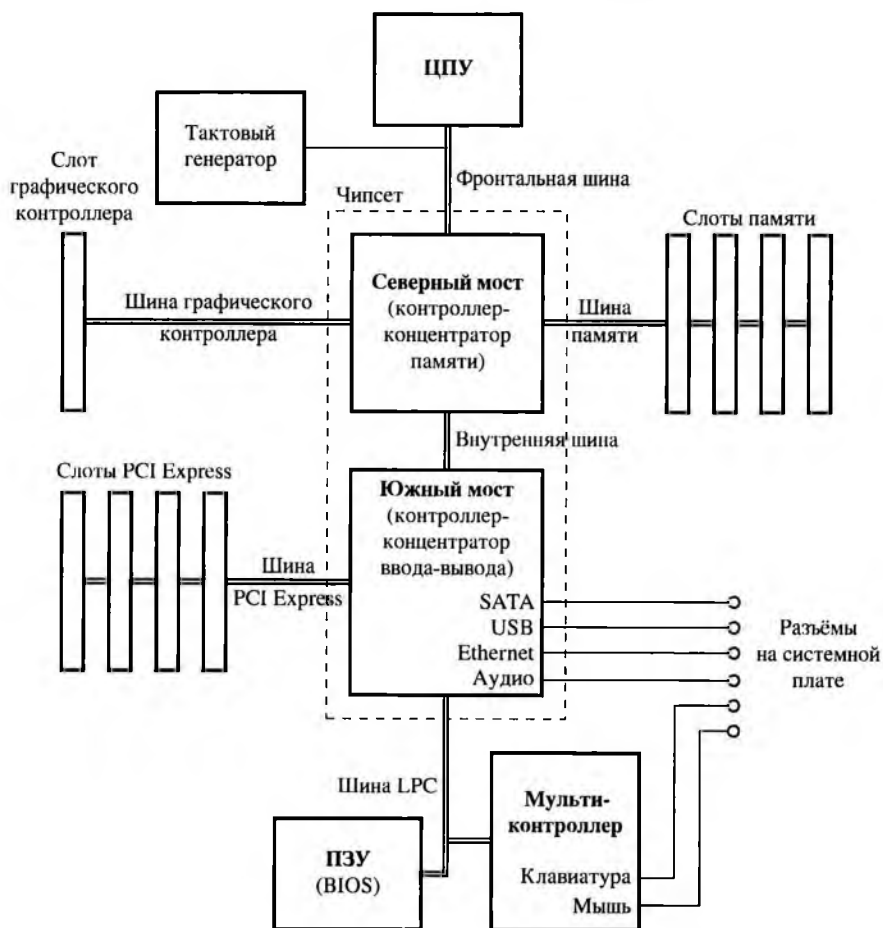 ЦПУ
Тактовый
генератор
Слот
графического
контроллера
Фронтальная шина
Чипсет
Слоты памяти
Северный мост
(контроллер-
концентратор
памяти)
Шина графического
контроллера
Шина
памяти
Внутренняя шина
Слоты PCI Express
Южный мост
(контроллер-
концентратор
ввода-вывода)
Шина
PCI Express
SATA
USB
Ethernet
Аудио
Разъёмы
на системной
плате
Шина LPC
Мульти-
контроллер
ПЗУ
(BIOS)
Клавиатура
Мышь